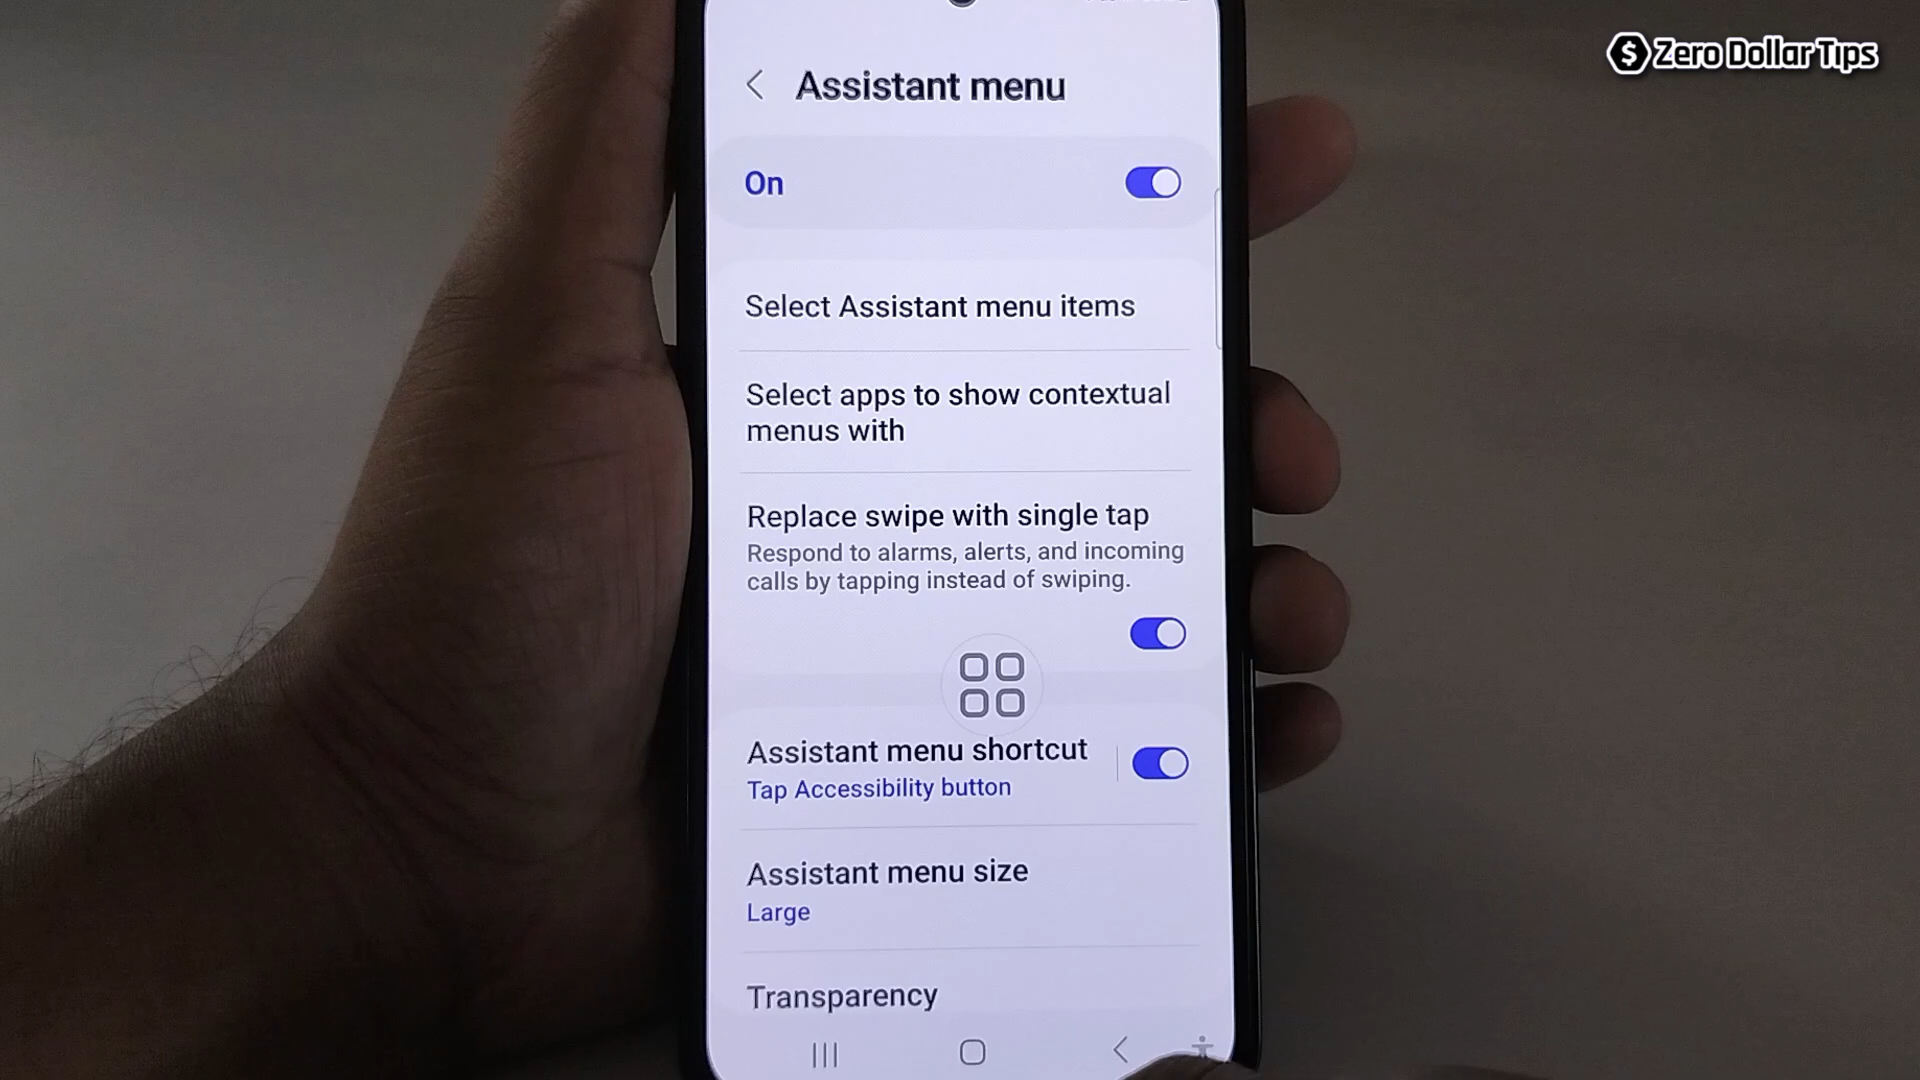 $ Zero Dollar Tips
Assistant menu
On
Select Assistant menu items
Select apps to show contextual
menus with
Replace swipe with single tap
Respond to alarms, alerts, and incoming
calls by tapping instead of swiping.
Assistant menu shortcut
Tap Accessibility button
Assistant menu size
Large
Transparency